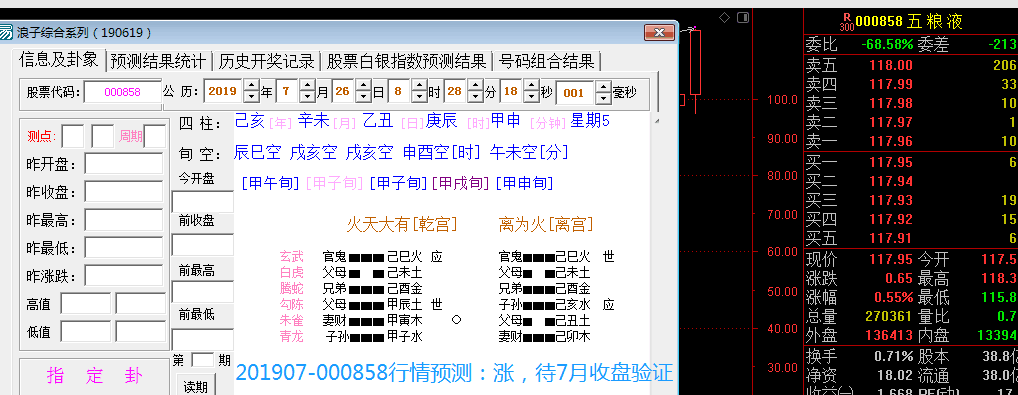 浪子综合系列（190619）
信息及卦象 预测结果统计 历史开奖记录 股票白银指数预测结果 号码组合结果
股票代码： 000858 公 历： 2019 年 7 月 26 日 8 时 28 分 18 秒 001 毫秒
测点： 周期
昨开盘：
昨收盘：
昨最高：
昨最低：
昨涨跌：
高值
低值
指 定 卦
四 柱： 己亥[年] 辛未[月] 乙丑 [日]庚辰 [时]甲申 [分钟]星期5
旬 空： 辰巳空 戌亥空 戌亥空 申酉空[时] 午未空[分]
[甲午旬] [甲子旬] [甲子旬] [甲戌旬] [甲申旬]
今开盘
前收盘
前最高
前最低
第 期
读期
火天大有[乾宫] 离为火[离宫]
玄武 官鬼 己巳火 应 官鬼 己巳火 世
白虎 父母 己未土 父母 己未土
腾蛇 兄弟 己酉金 兄弟 己酉金
勾陈 父母 甲辰土 世 子孙 己亥水 应
朱雀 妻财 甲寅木 ○ 父母 己丑土
青龙 子孙 甲子水 妻财 己卯木
201907-000858行情预测：涨，待7月收盘验证
100.00
80.00
70.00
60.00
50.00
40.00
30.00
R 300 000858 五粮液
委比 -68.58% 委差 -213
卖五 118.00 206
卖四 117.99 33
卖三 117.98 10
卖二 117.97 1
卖一 117.96 10
买一 117.95 6
买二 117.94
买三 117.93 19
买四 117.92 15
买五 117.91 6
现价 117.95 今开 117.5
涨跌 0.65 最高 118.3
涨幅 0.55% 最低 115.8
总量 270361 量比 0.7
外盘 136413 内盘 13394
换手 0.71% 股本 38.8亿
净资 18.02 流通 38.0亿
收益(一) 1.668 PE(动) 17.